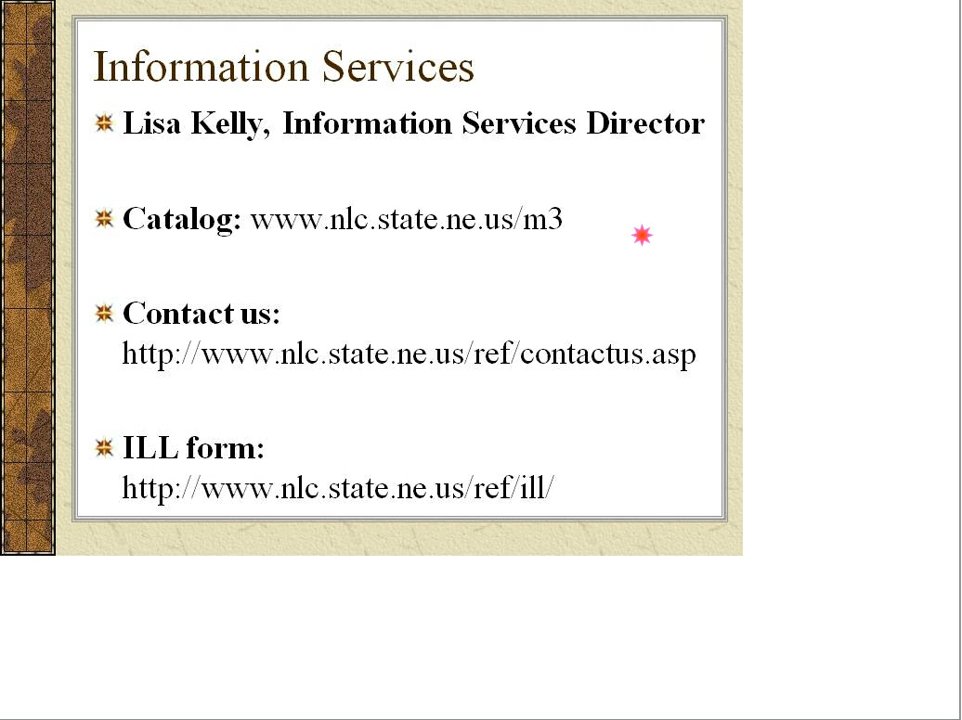 Information Services
Lisa Kelly, Information Services Director
Catalog: www.nlc.state.ne.us/m3
Contact us:
http://www.nlc.state.ne.us/ref/contactus.asp
ILL form:
http://www.nlc.state.ne.us/ref/ill/